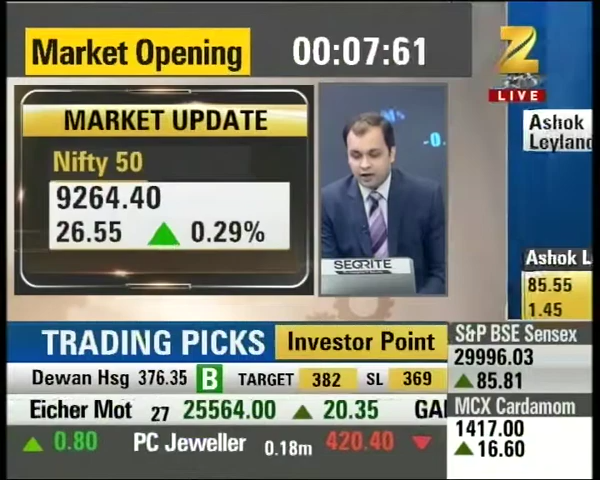 Market Opening
00:07:61
Z
LIVE
MARKET UPDATE
Nifty 50
9264.40
26.55 0.29%
-0.
SEQRITE
Ashok
Leyland
Ashok L
85.55
1.45
TRADING PICKS
Investor Point
Dewan Hsg 376.35 B TARGET 382 SL 369
Eicher Mot 27 25564.00 20.35 GA
0.80 PC Jeweller 0.18m 420.40
S&P BSE Sensex
29996.03
85.81
MCX Cardamom
1417.00
16.60